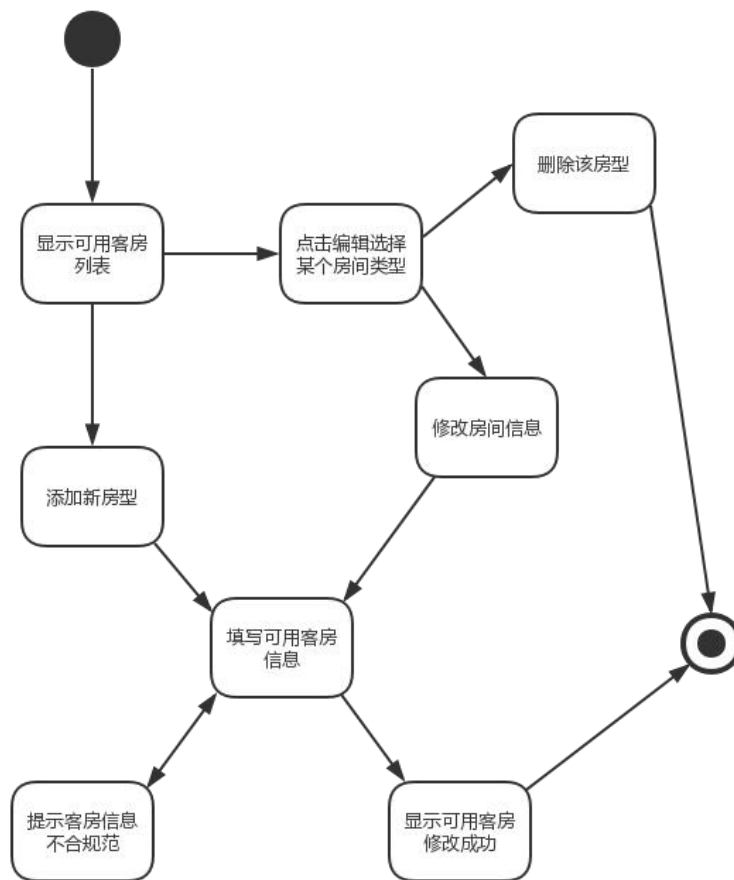 删除该房型
显示可用客房
列表
点击编辑选择
某个房间类型
修改房间信息
添加新房型
填写可用客房
信息
提示客房信息
不合规范
显示可用客房
修改成功